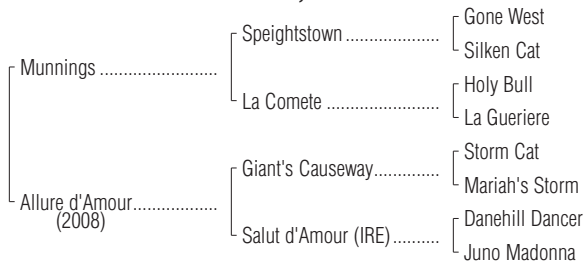 Gone West
Speightstown ....................
Silken Cat
Munnings .........................
Holy Bull
La Comete ........................
La Gueriere
Storm Cat
Giant's Causeway..............
Mariah's Storm
Allure d'Amour..................
(2008)
Danehill Dancer
Salut d'Amour (IRE)..........
Juno Madonna